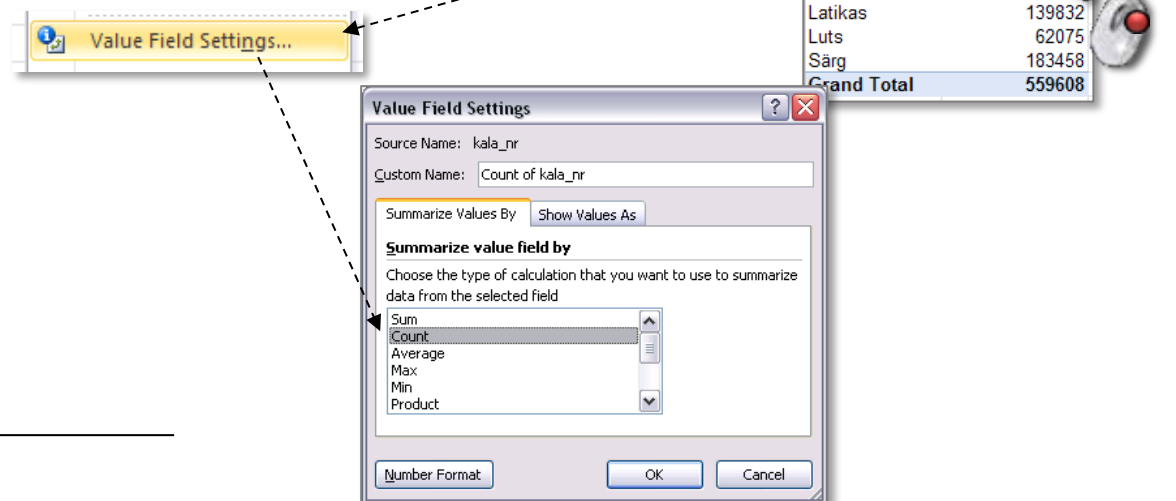 Latikas 139832
Luts 62075
Särg 183458
Grand Total 559608
Value Field Settings...
Value Field Settings
Source Name: kala_nr
Custom Name: Count of kala_nr
Summarize Values By Show Values As
Summarize value field by
Choose the type of calculation that you want to use to summarize
data from the selected field
Sum
Count
Average
Max
Min
Product
Number Format OK Cancel